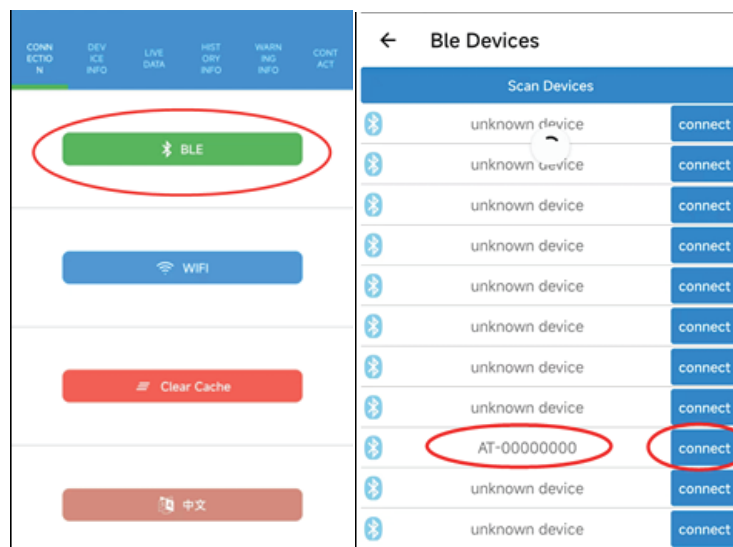 CONN
ECTIO
N
DEV
ICE
INFO
LIVE
DATA
HIST
ORY
INFO
WARN
ING
INFO
CONT
ACT
BLE
WIFI
Clear Cache
中文
Ble Devices
Scan Devices
unknown device connect
unknown device connect
unknown device connect
unknown device connect
unknown device connect
unknown device connect
unknown device connect
unknown device connect
AT-00000000 connect
unknown device connect
unknown device connect